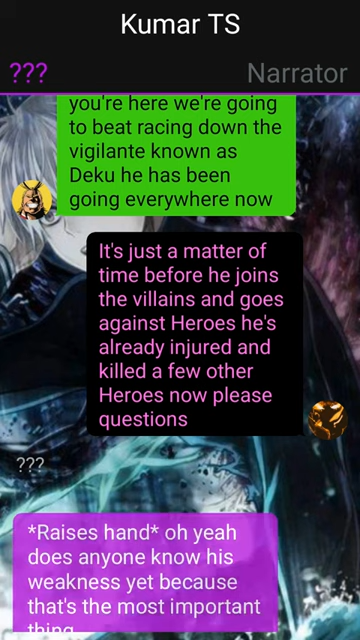 Kumar TS
??? Narrator
you're here we're going
to beat racing down the
vigilante known as
Deku he has been
going everywhere now
It's just a matter of
time before he joins
the villains and goes
against Heroes he's
already injured and
killed a few other
Heroes now please
questions
???
*Raises hand* oh yeah
does anyone know his
weakness yet because
that's the most important
thing